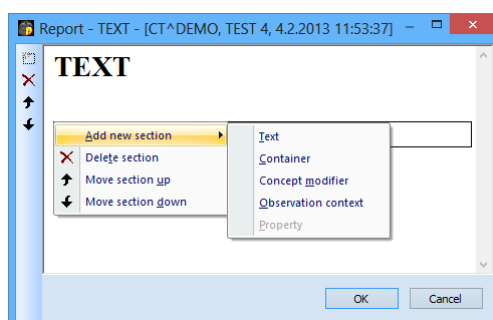 Report - TEXT - [CT^DEMO, TEST 4, 4.2.2013 11:53:37]
TEXT
Add new section
Delete section
Move section up
Move section down
Text
Container
Concept modifier
Observation context
Property
OK Cancel